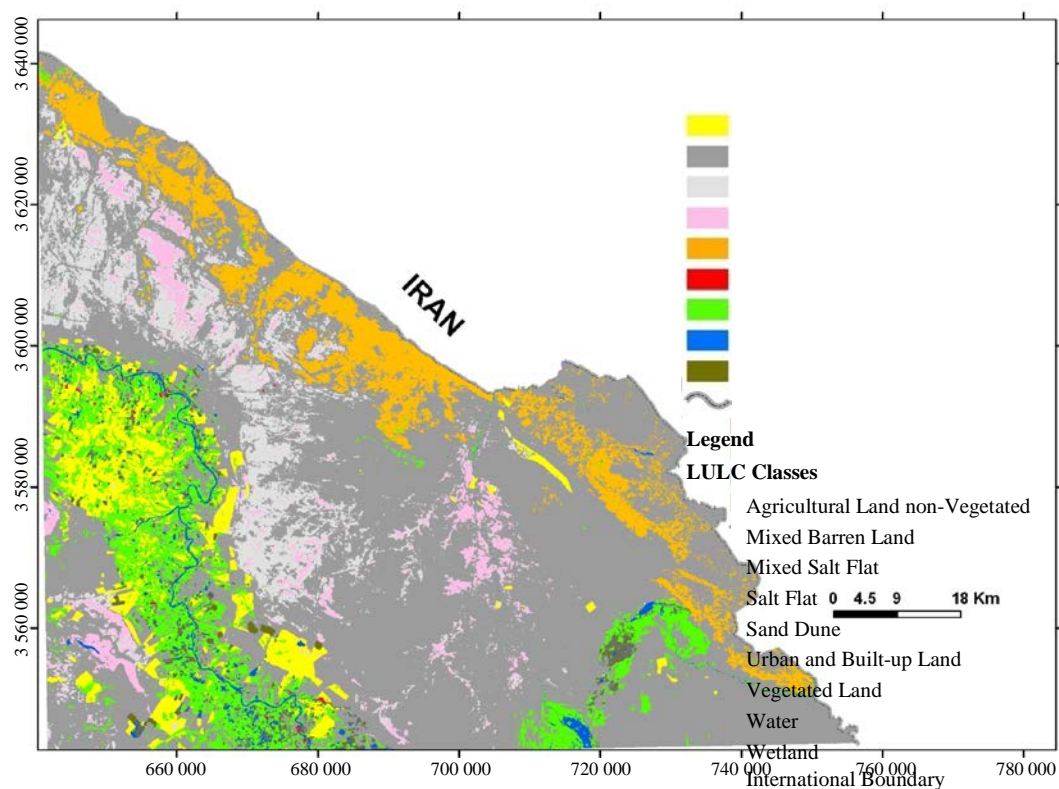 3 640 000
3 620 000
3 600 000
3 580 000
3 560 000
IRAN
Legend
LULC Classes
Agricultural Land non-Vegetated
Mixed Barren Land
Mixed Salt Flat
Salt Flat
0 4.5 9 18 Km
Sand Dune
Urban and Built-up Land
Vegetated Land
Water
Wetland
International Boundary
660 000 680 000 700 000 720 000 740 000 760 000 780 000